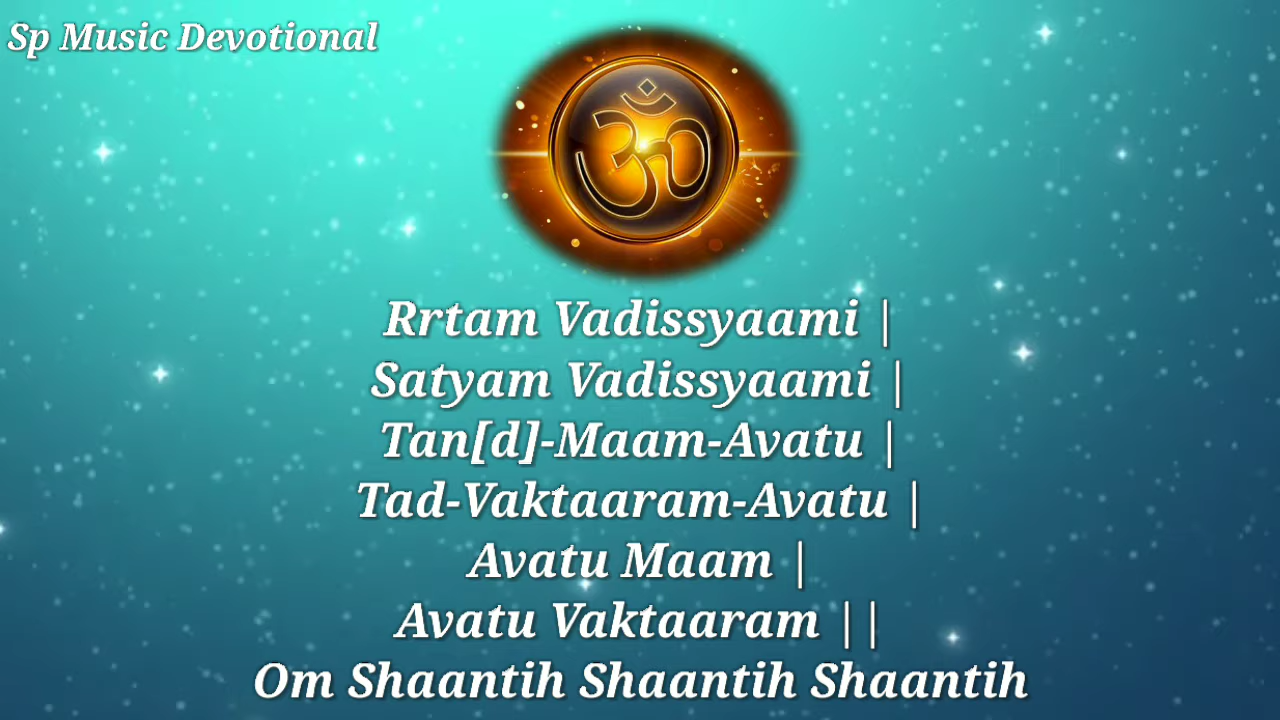 Sp Music Devotional
Rrtam Vadissyaami |
Satyam Vadissyaami |
Tan[d]-Maam-Avatu |
Tad-Vaktaaram-Avatu |
Avatu Maam |
Avatu Vaktaaram ||
Om Shaantih Shaantih Shaantih